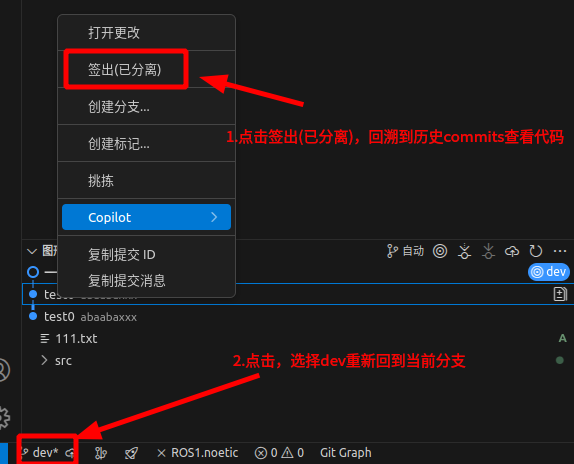 打开更改
签出(已分离)
创建分支...
1.点击签出(已分离)，回溯到历史commits查看代码
创建标记...
挑拣
Copilot
复制提交 ID
自动
dev
复制提交消息
test0 abaabaxxx
111.txt A
src
2.点击，选择dev重新回到当前分支
dev* ROS1.noetic 0 0 Git Graph